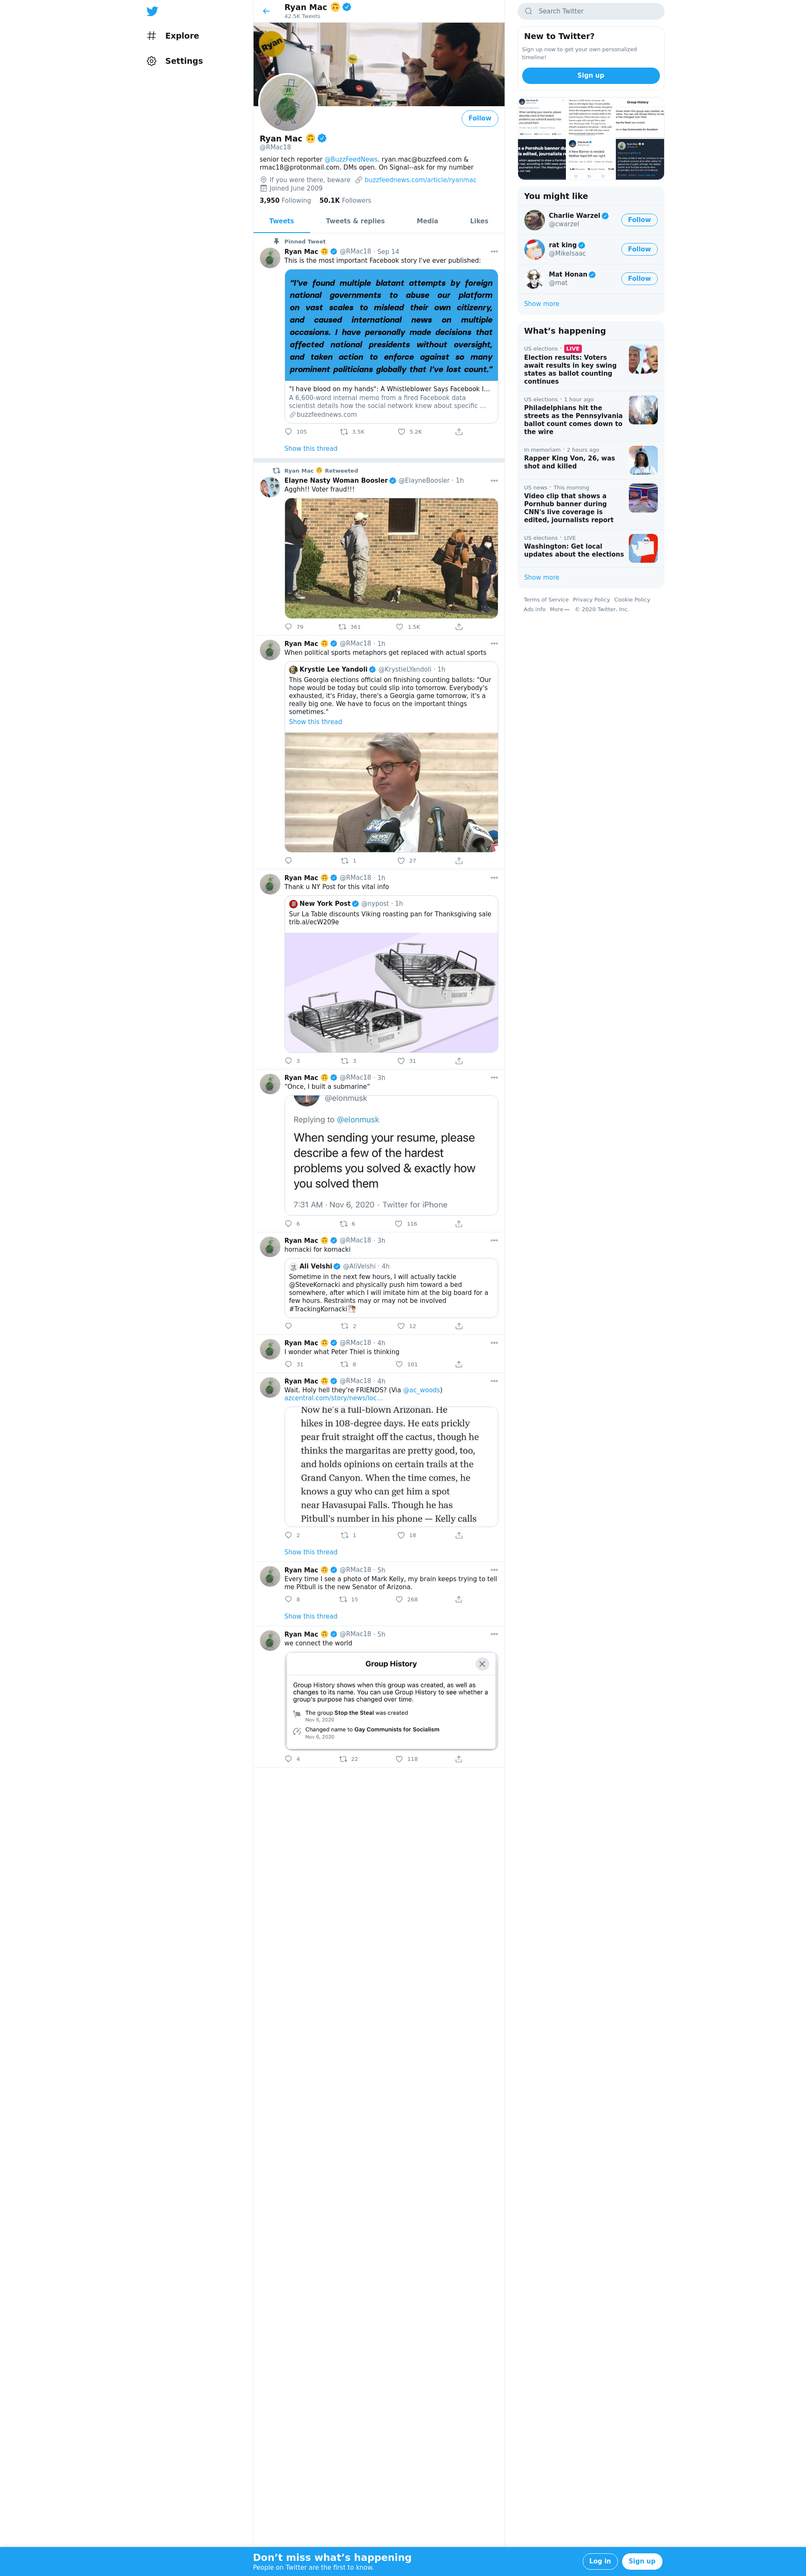 Explore
Settings
Ryan Mac 🙃
42.5K Tweets
Ryan
Follow
Ryan Mac 🙃
@RMac18
senior tech reporter @BuzzFeedNews. ryan.mac@buzzfeed.com &
rmac18@protonmail.com. DMs open. On Signal--ask for my number
If you were there, beware buzzfeednews.com/article/ryanmac
Joined June 2009
3,950 Following 50.1K Followers
Tweets Tweets & replies Media Likes
Pinned Tweet
Ryan Mac 🙃 @RMac18 · Sep 14
This is the most important Facebook story I've ever published:
"I've found multiple blatant attempts by foreign
national governments to abuse our platform
on vast scales to mislead their own citizenry,
and caused international news on multiple
occasions. I have personally made decisions that
affected national presidents without oversight,
and taken action to enforce against so many
prominent politicians globally that I've lost count."
"I have blood on my hands": A Whistleblower Says Facebook I...
A 6,600-word internal memo from a fired Facebook data
scientist details how the social network knew about specific ...
buzzfeednews.com
105 3.5K 5.2K
Show this thread
Ryan Mac 🙃 Retweeted
Elayne Nasty Woman Boosler @ElayneBoosler · 1h
Agghh!! Voter fraud!!!
79 361 1.5K
Ryan Mac 🙃 @RMac18 · 1h
When political sports metaphors get replaced with actual sports
Krystie Lee Yandoli @KrystieLYandoli · 1h
This Georgia elections official on finishing counting ballots: "Our
hope would be today but could slip into tomorrow. Everybody's
exhausted, it's Friday, there's a Georgia game tomorrow, it's a
really big one. We have to focus on the important things
sometimes."
Show this thread
1 27
Ryan Mac 🙃 @RMac18 · 1h
Thank u NY Post for this vital info
New York Post @nypost · 1h
Sur La Table discounts Viking roasting pan for Thanksgiving sale
trib.al/ecW209e
3 3 31
Ryan Mac 🙃 @RMac18 · 3h
"Once, I built a submarine"
@elonmusk
Replying to @elonmusk
When sending your resume, please
describe a few of the hardest
problems you solved & exactly how
you solved them
7:31 AM · Nov 6, 2020 · Twitter for iPhone
6 6 116
Ryan Mac 🙃 @RMac18 · 3h
hornacki for kornacki
Ali Velshi @AliVelshi · 4h
Sometime in the next few hours, I will actually tackle
@SteveKornacki and physically push him toward a bed
somewhere, after which I will imitate him at the big board for a
few hours. Restraints may or may not be involved
#TrackingKornacki
2 12
Ryan Mac 🙃 @RMac18 · 4h
I wonder what Peter Thiel is thinking
31 8 101
Ryan Mac 🙃 @RMac18 · 4h
Wait. Holy hell they're FRIENDS? (Via @ac_woods)
azcentral.com/story/news/loc...
Now he's a full-blown Arizonan. He
hikes in 108-degree days. He eats prickly
pear fruit straight off the cactus, though he
thinks the margaritas are pretty good, too,
and holds opinions on certain trails at the
Grand Canyon. When the time comes, he
knows a guy who can get him a spot
near Havasupai Falls. Though he has
Pitbull's number in his phone — Kelly calls
2 1 18
Show this thread
Ryan Mac 🙃 @RMac18 · 5h
Every time I see a photo of Mark Kelly, my brain keeps trying to tell
me Pitbull is the new Senator of Arizona.
8 15 268
Show this thread
Ryan Mac 🙃 @RMac18 · 5h
we connect the world
Group History
Group History shows when this group was created, as well as
changes to its name. You can use Group History to see whether a
group's purpose has changed over time.
The group Stop the Steal was created
Nov 5, 2020
Changed name to Gay Communists for Socialism
Nov 6, 2020
4 22 118
Search Twitter
New to Twitter?
Sign up now to get your own personalized
timeline!
Sign up
You might like
Charlie Warzel
@cwarzel
Follow
rat king
@MikeIsaac
Follow
Mat Honan
@mat
Follow
Show more
What's happening
US elections · LIVE
Election results: Voters
await results in key swing
states as ballot counting
continues
US elections · 1 hour ago
Philadelphians hit the
streets as the Pennsylvania
ballot count comes down to
the wire
In memoriam · 2 hours ago
Rapper King Von, 26, was
shot and killed
US news · This morning
Video clip that shows a
Pornhub banner during
CNN's live coverage is
edited, journalists report
US elections · LIVE
Washington: Get local
updates about the elections
Show more
Terms of Service Privacy Policy Cookie Policy
Ads info More © 2020 Twitter, Inc.
Don't miss what's happening
People on Twitter are the first to know.
Log in
Sign up